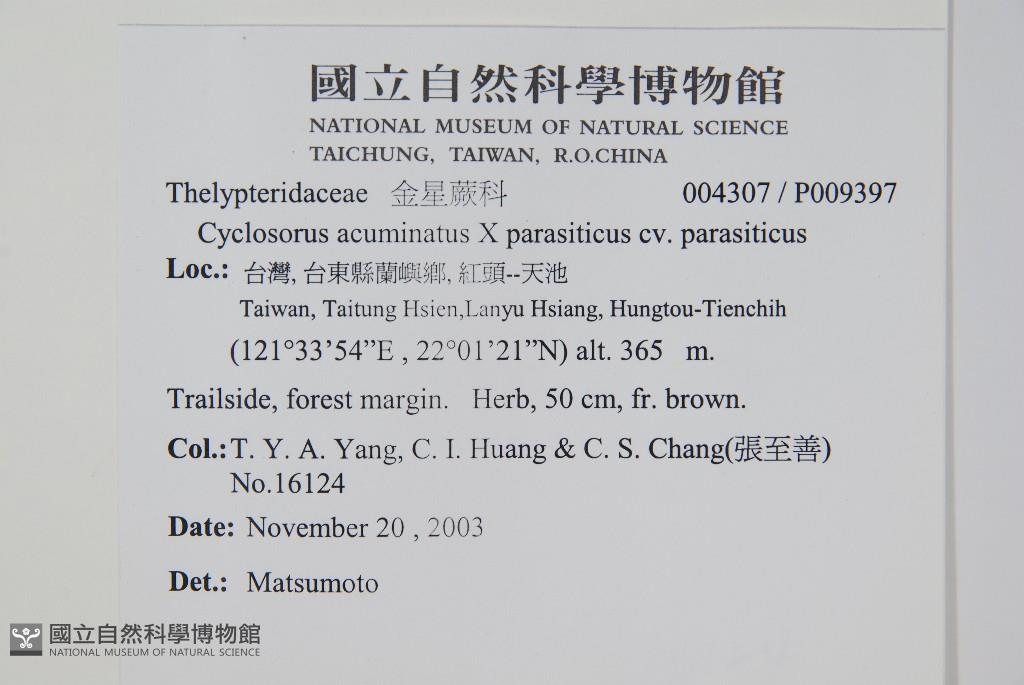 國立自然科學博物館
NATIONAL MUSEUM OF NATURAL SCIENCE
TAICHUNG, TAIWAN, R.O.CHINA
Thelypteridaceae 金星蕨科 004307 / P009397
Cyclosorus acuminatus X parasiticus cv. parasiticus
Loc.: 台灣, 台東縣蘭嶼鄉, 紅頭--天池
Taiwan, Taitung Hsien,Lanyu Hsiang, Hungtou-Tienchih
(121°33’54”E , 22°01’21”N) alt. 365 m.
Trailside, forest margin. Herb, 50 cm, fr. brown.
Col.: T. Y. A. Yang, C. I. Huang & C. S. Chang(張至善)
No.16124
Date: November 20 , 2003
Det.: Matsumoto
國立自然科學博物館
NATIONAL MUSEUM OF NATURAL SCIENCE